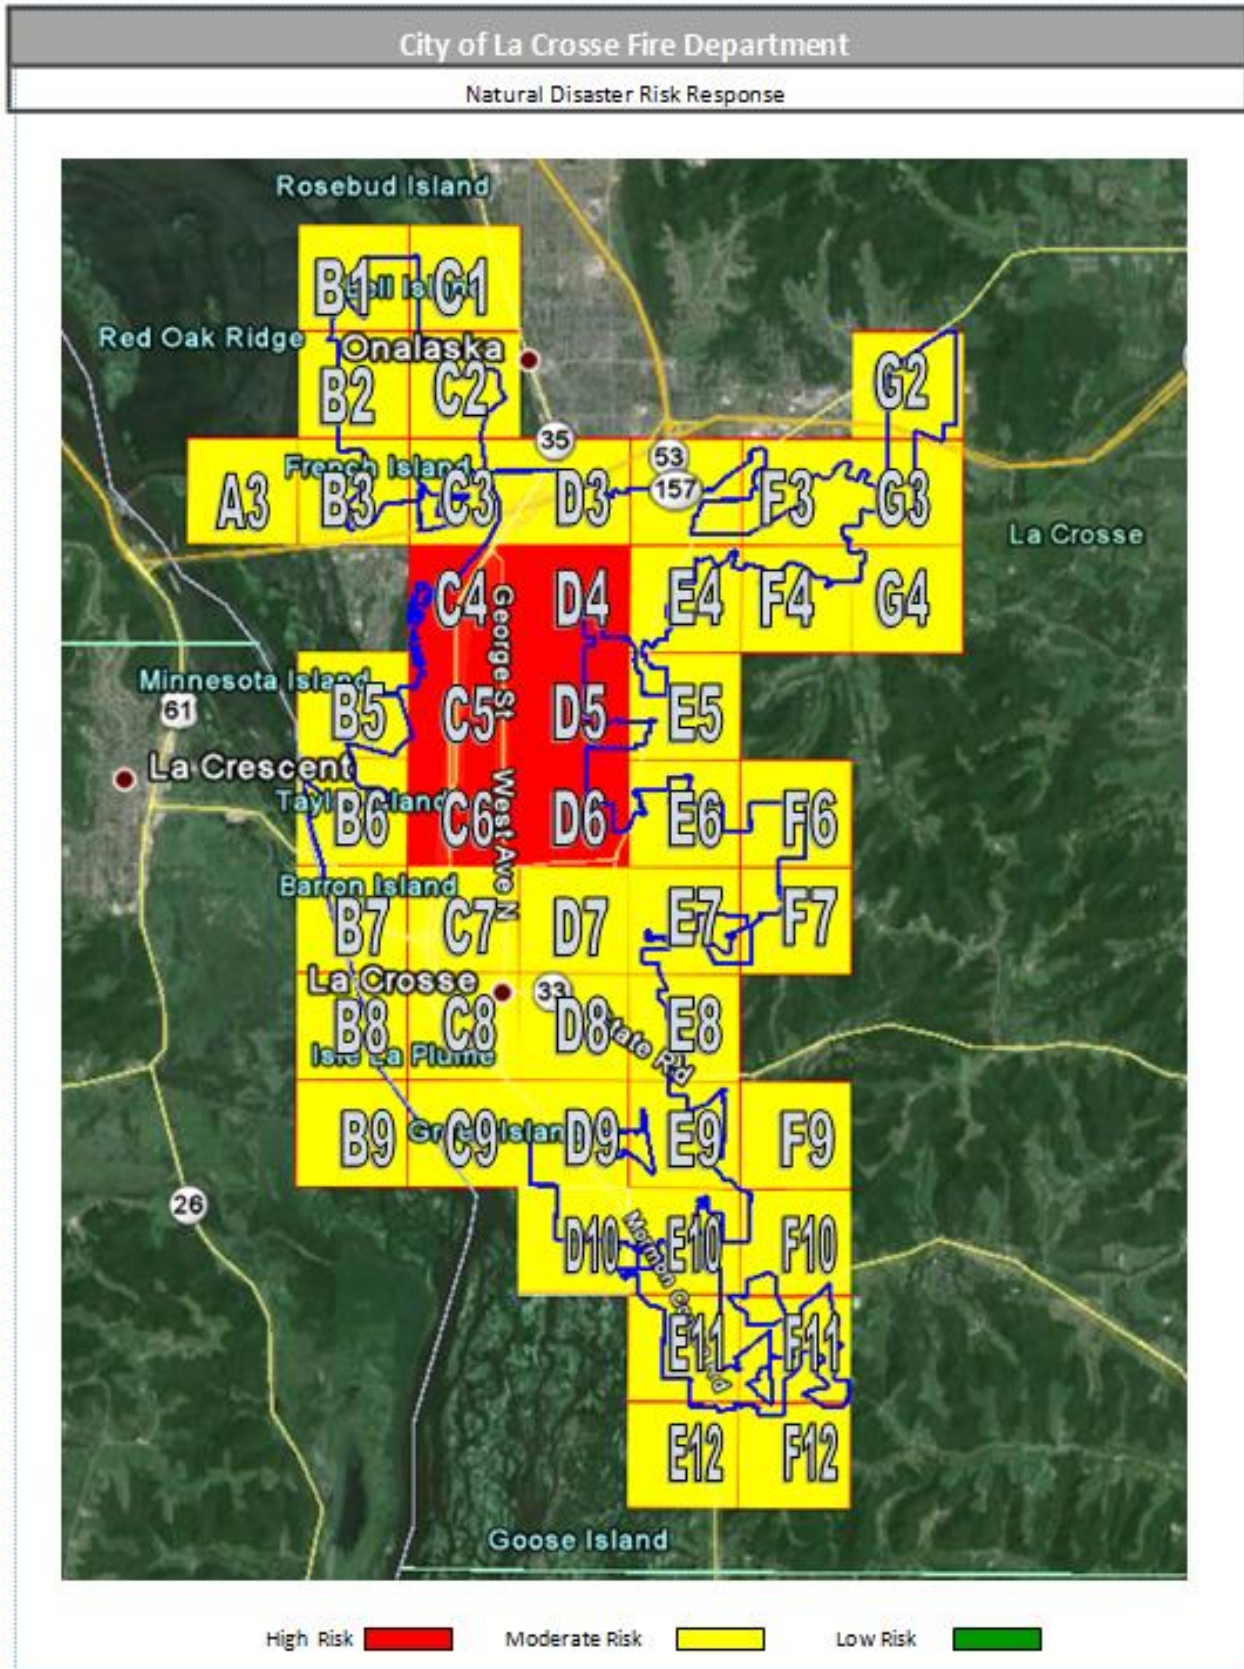 City of La Crosse Fire Department
Natural Disaster Risk Response
Rosebud Island
B1 Bell Island C1
Red Oak Ridge
Onalaska
B2 C2 G2
35
53
French Island
A3 B3 C3 D3 157 F3 G3
La Crosse
C4 D4 E4 F4 G4
George St
Minnesota Island
61
B5 C5 D5 E5
La Crescent
West Ave N
B6 C6 D6 E6 F6
Barron Island
B7 C7 D7 E7 F7
La Crosse
33
B8 C8 D8 E8
State Rd
Isle La Plume
B9 C9 D9 E9 F9
26
D10 E10 F10
Mormon
E11 F11
E12 F12
Goose Island
High Risk Moderate Risk Low Risk